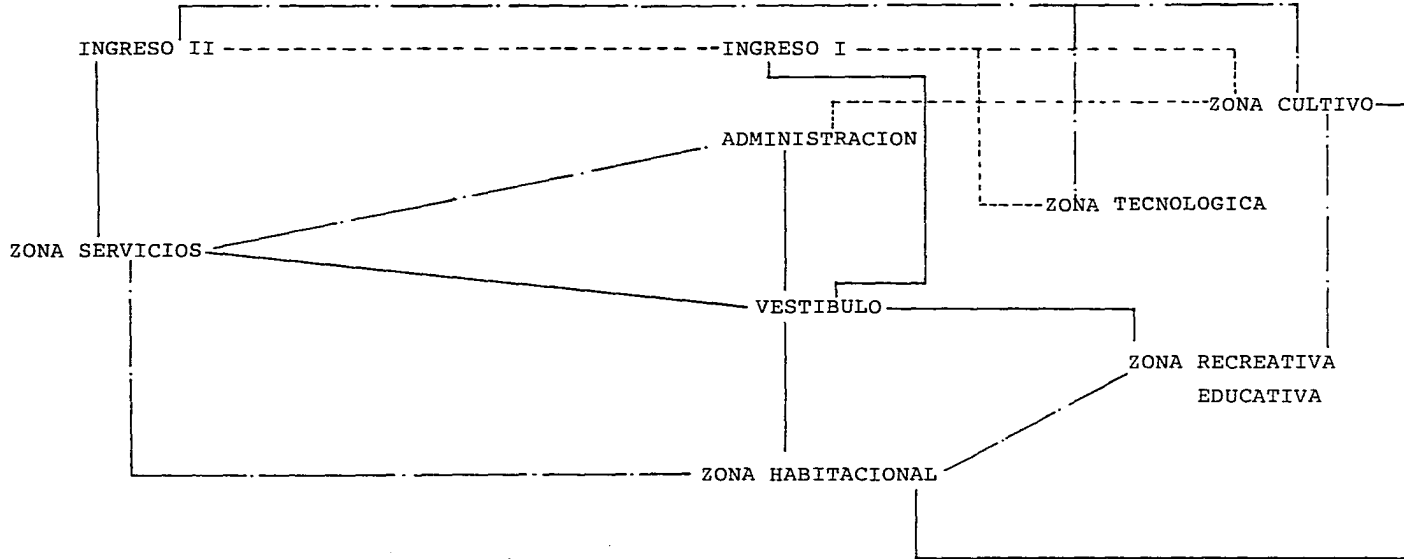 INGRESO II
INGRESO I
ZONA CULTIVO
ADMINISTRACION
ZONA TECNOLOGICA
ZONA SERVICIOS
VESTIBULO
ZONA RECREATIVA
EDUCATIVA
ZONA HABITACIONAL